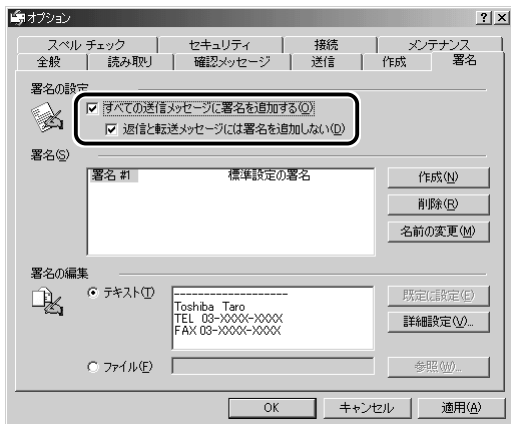 オプション
スペル チェック セキュリティ 接続 メンテナンス
全般 読み取り 確認メッセージ 送信 作成 署名
署名の設定
すべての送信メッセージに署名を追加する(O)
返信と転送メッセージには署名を追加しない(D)
署名(S)
署名 #1 標準設定の署名
作成(N)
削除(R)
名前の変更(M)
署名の編集
テキスト(T)
-------------------
Toshiba Taro
TEL 03-XXXX-XXXX
FAX 03-XXXX-XXXX
既定に設定(E)
詳細設定(V)...
ファイル(F)
参照(W)...
OK キャンセル 適用(A)